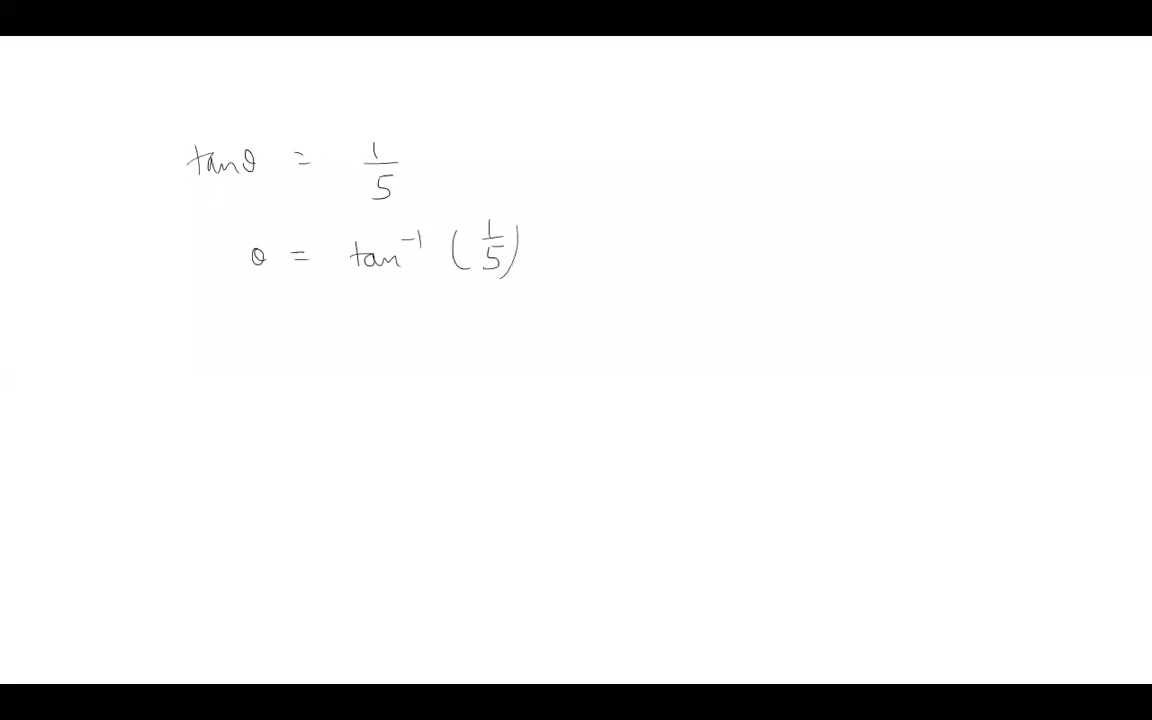 tanθ = 1/5
θ = tan⁻¹ (1/5)